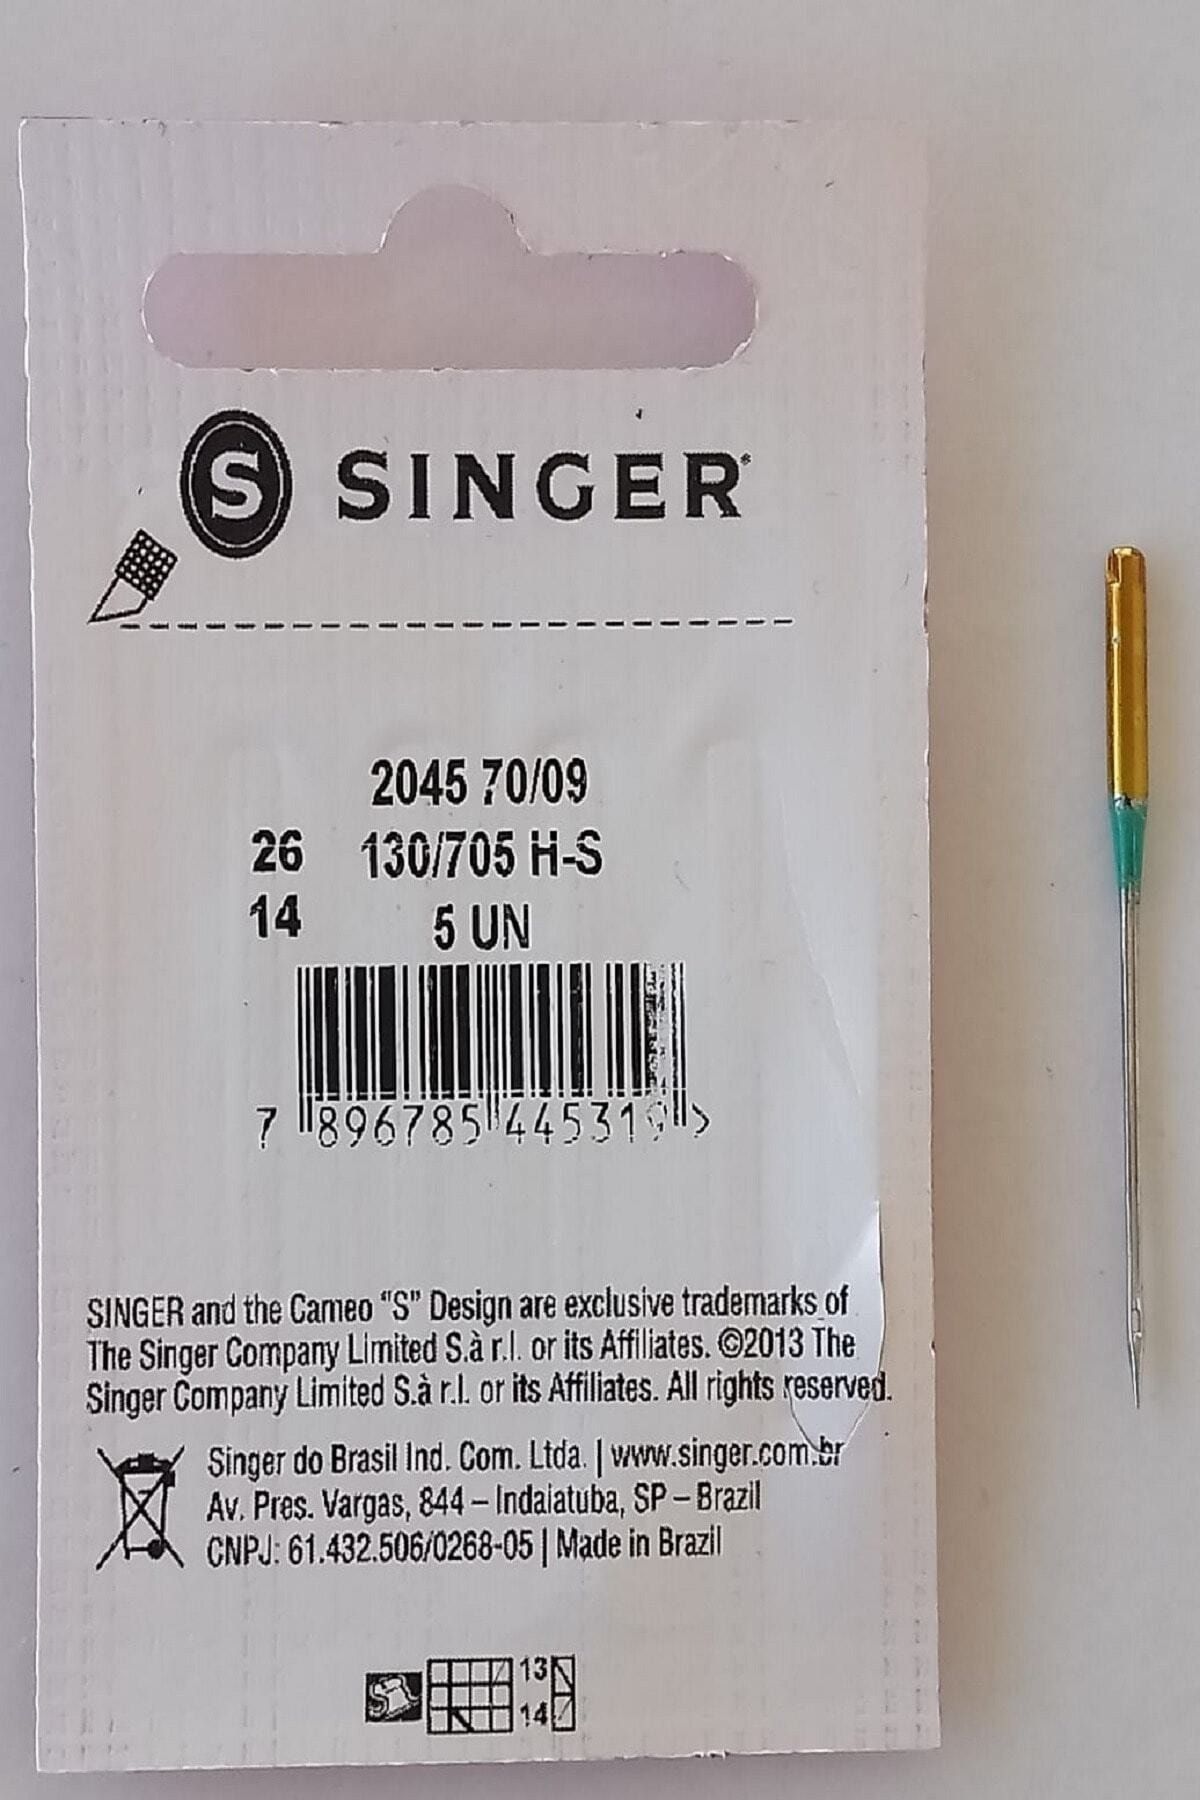 S SINGER®
2045 70/09
26 130/705 H-S
14 5 UN
7 896785 445319 >
SINGER and the Cameo "S" Design are exclusive trademarks of
The Singer Company Limited S.à r.l. or its Affiliates. ©2013 The
Singer Company Limited S.à r.l. or its Affiliates. All rights reserved.
Singer do Brasil Ind. Com. Ltda. | www.singer.com.br
Av. Pres. Vargas, 844 – Indaiatuba, SP – Brazil
CNPJ: 61.432.506/0268-05 | Made in Brazil
13
14